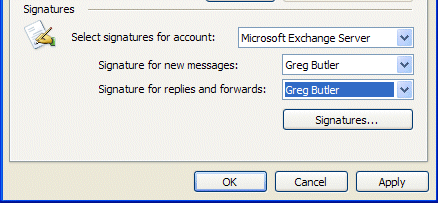 Signatures
Select signatures for account: Microsoft Exchange Server
Signature for new messages: Greg Butler
Signature for replies and forwards: Greg Butler
Signatures...
OK Cancel Apply